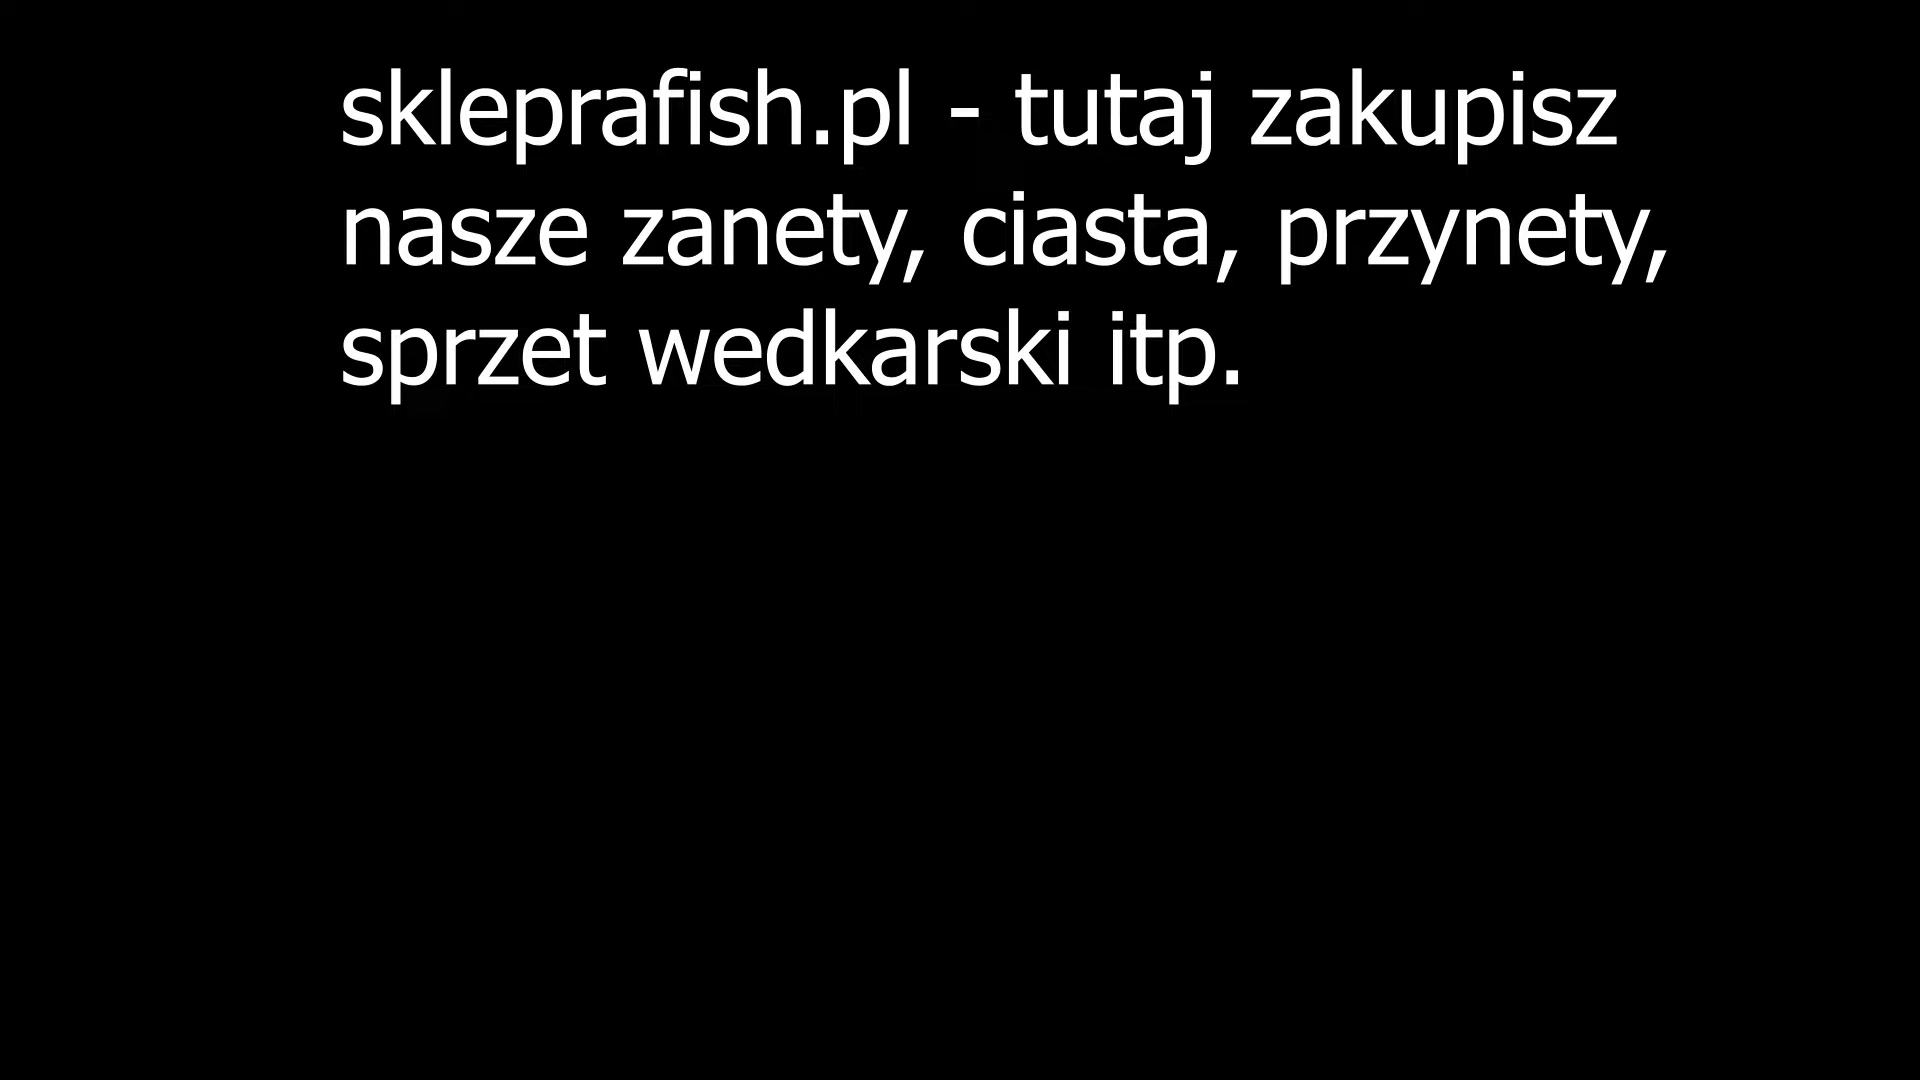 skleprafish.pl - tutaj zakupisz
nasze zanety, ciasta, przynety,
sprzet wedkarski itp.